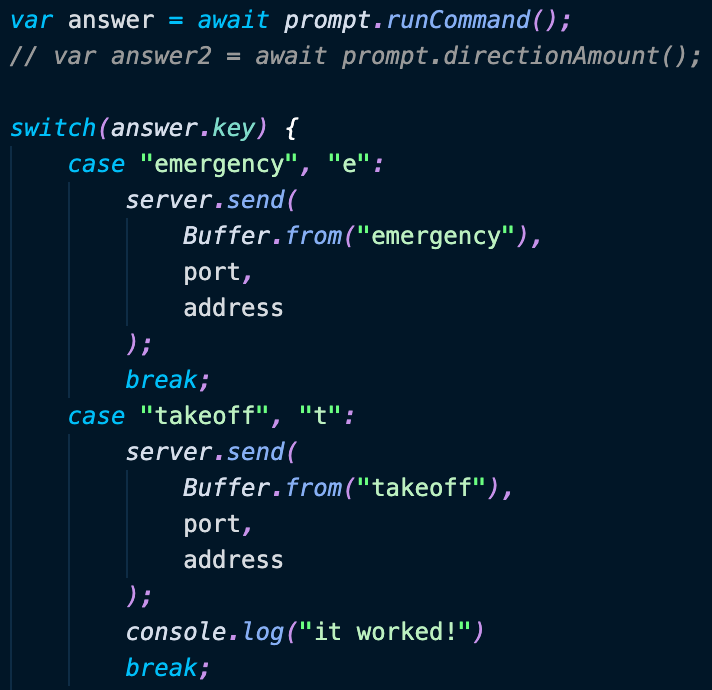 var answer = await prompt.runCommand();
// var answer2 = await prompt.directionAmount();
switch(answer.key) {
case "emergency", "e":
server.send(
Buffer.from("emergency"),
port,
address
);
break;
case "takeoff", "t":
server.send(
Buffer.from("takeoff"),
port,
address
);
console.log("it worked!")
break;